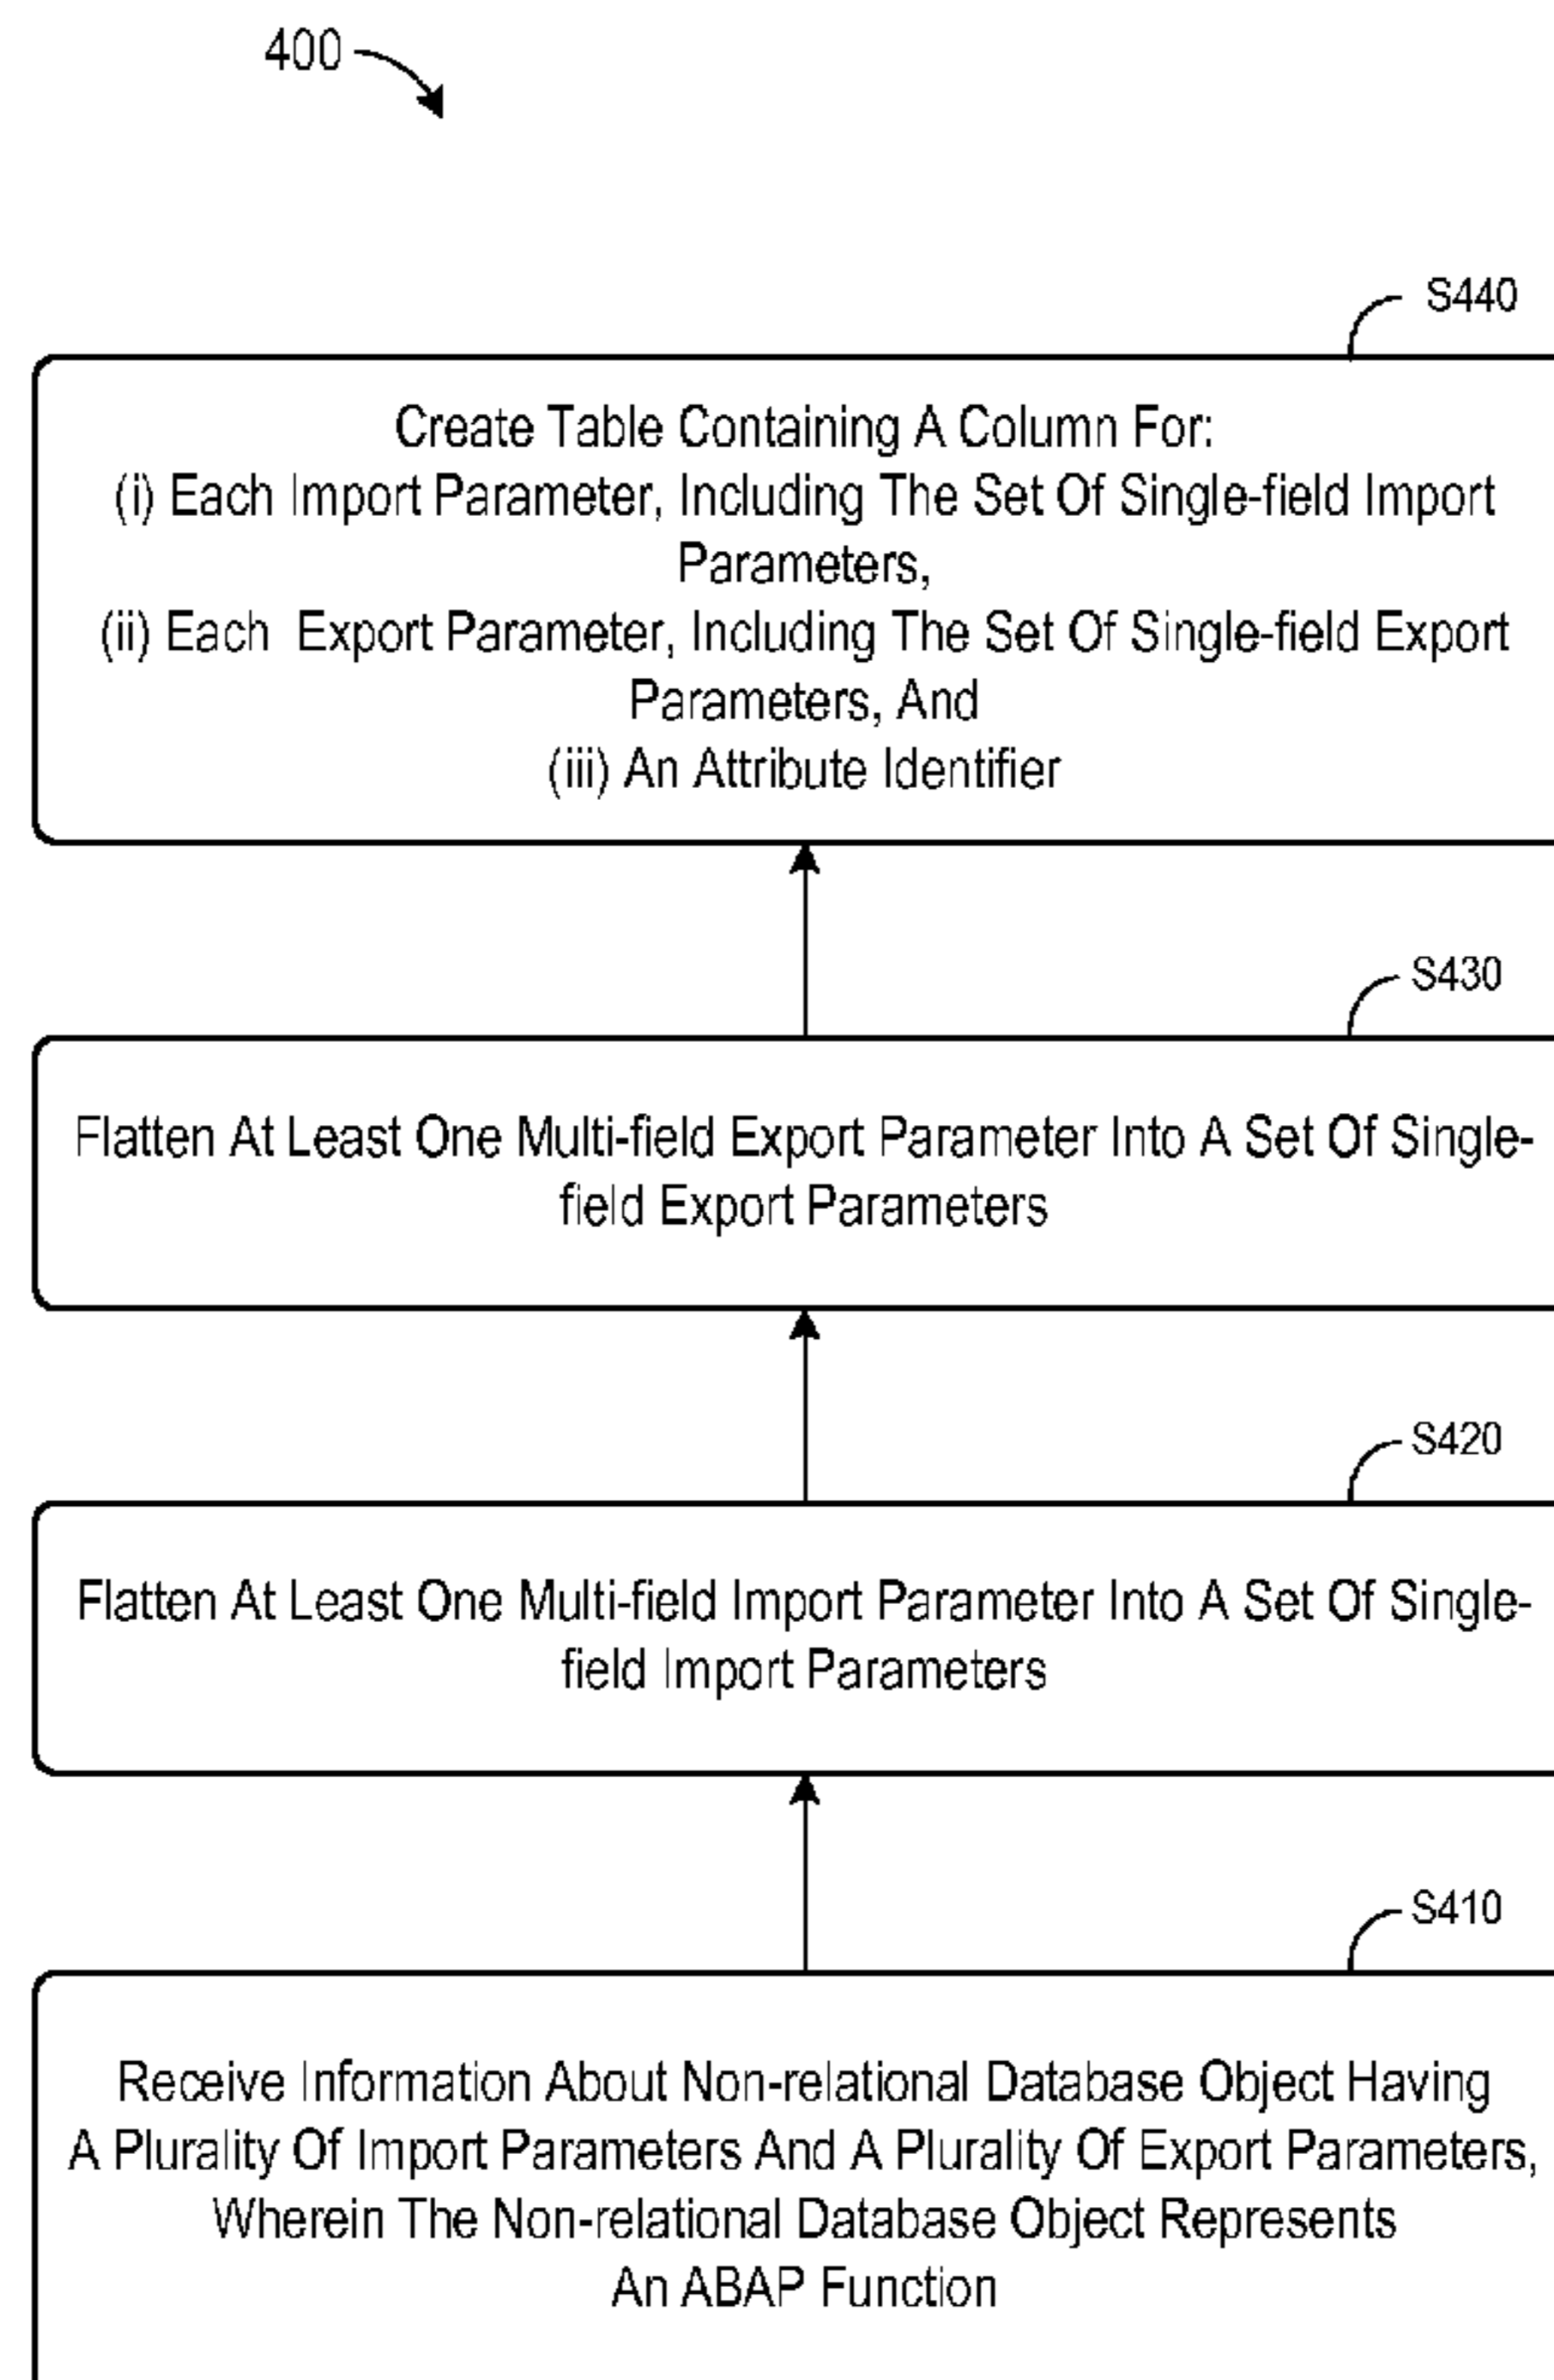 400
S440
Create Table Containing A Column For:
(i) Each Import Parameter, Including The Set Of Single-field Import
Parameters,
(ii) Each Export Parameter, Including The Set Of Single-field Export
Parameters, And
(iii) An Attribute Identifier
S430
Flatten At Least One Multi-field Export Parameter Into A Set Of Single-
field Export Parameters
S420
Flatten At Least One Multi-field Import Parameter Into A Set Of Single-
field Import Parameters
S410
Receive Information About Non-relational Database Object Having
A Plurality Of Import Parameters And A Plurality Of Export Parameters,
Wherein The Non-relational Database Object Represents
An ABAP Function